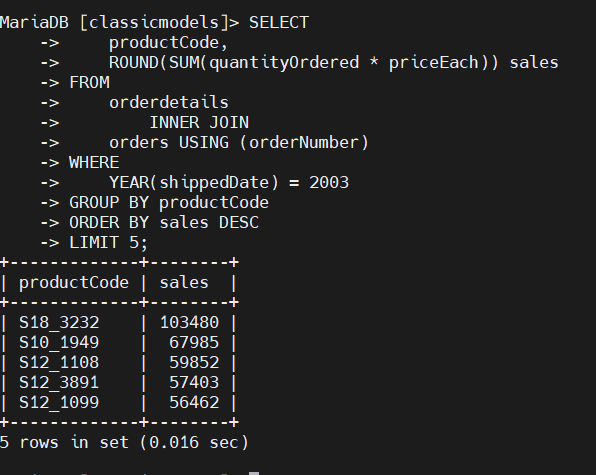 MariaDB [classicmodels]> SELECT
    ->     productCode,
    ->     ROUND(SUM(quantityOrdered * priceEach)) sales
    -> FROM
    ->     orderdetails
    ->         INNER JOIN
    ->     orders USING (orderNumber)
    -> WHERE
    ->     YEAR(shippedDate) = 2003
    -> GROUP BY productCode
    -> ORDER BY sales DESC
    -> LIMIT 5;
+-------------+--------+
| productCode | sales  |
+-------------+--------+
| S18_3232    | 103480 |
| S10_1949    |  67985 |
| S12_1108    |  59852 |
| S12_3891    |  57403 |
| S12_1099    |  56462 |
+-------------+--------+
5 rows in set (0.016 sec)